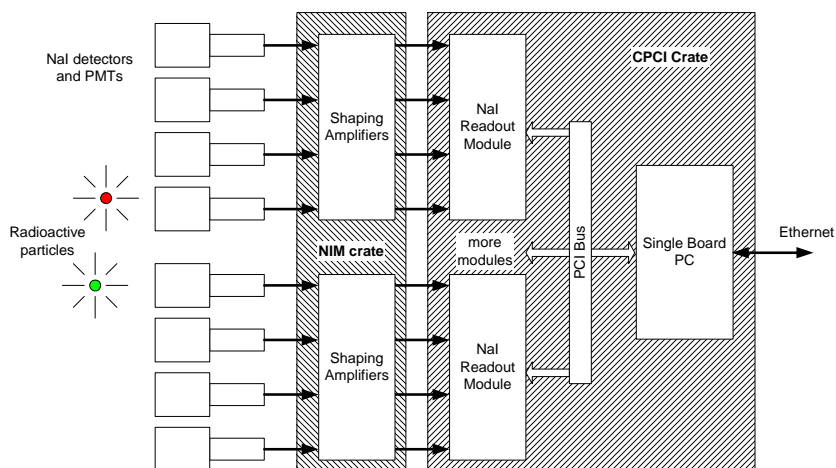 NaI detectors
and PMTs
Radioactive
particles
Shaping
Amplifiers
NIM crate
Shaping
Amplifiers
CPCI Crate
NaI
Readout
Module
more
modules
NaI
Readout
Module
PCI Bus
Single Board
PC
Ethernet